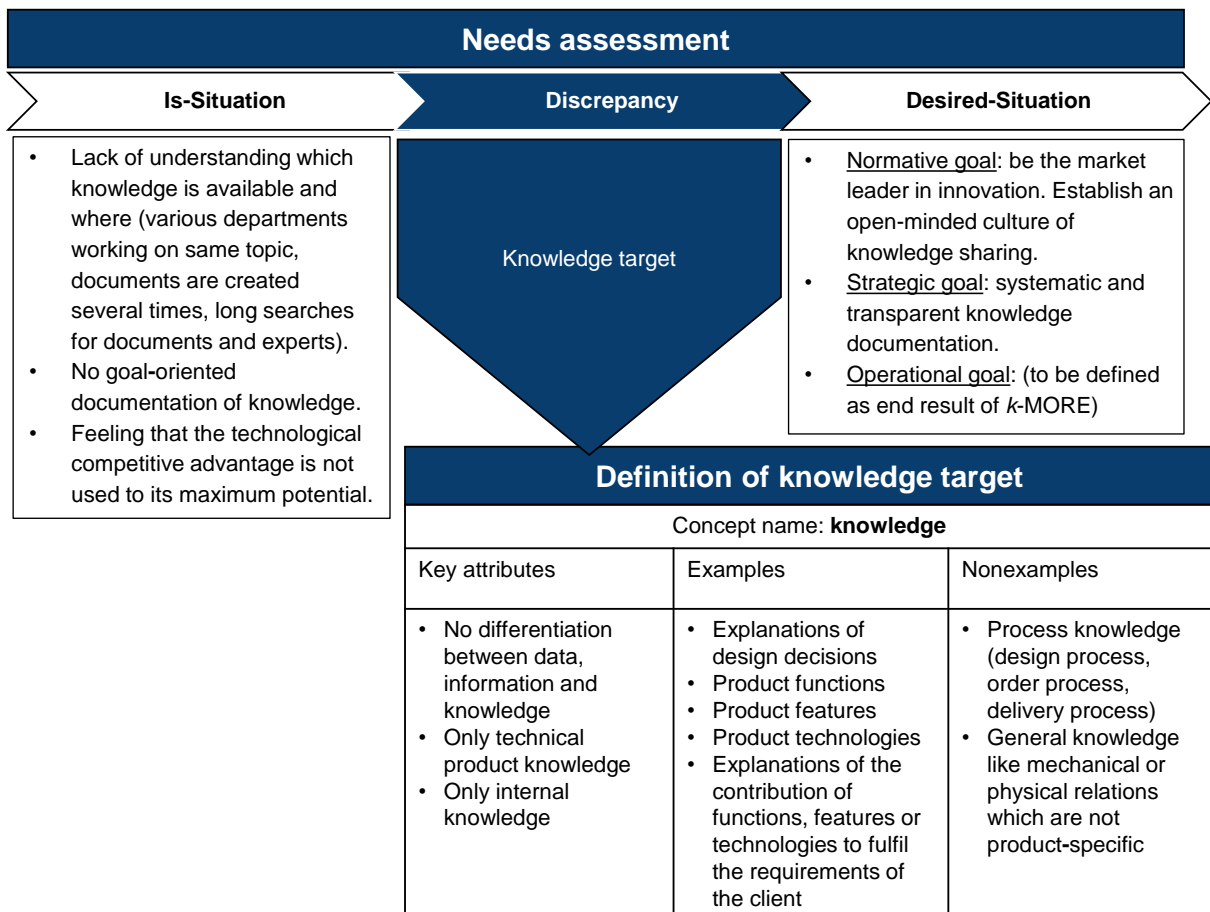 Needs assessment
Is-Situation
Discrepancy
Desired-Situation
• Lack of understanding which
knowledge is available and
where (various departments
working on same topic,
documents are created
several times, long searches
for documents and experts).
• No goal-oriented
documentation of knowledge.
• Feeling that the technological
competitive advantage is not
used to its maximum potential.
Knowledge target
• Normative goal: be the market
leader in innovation. Establish an
open-minded culture of
knowledge sharing.
• Strategic goal: systematic and
transparent knowledge
documentation.
• Operational goal: (to be defined
as end result of k-MORE)
Definition of knowledge target
Concept name: knowledge
Key attributes
Examples
Nonexamples
• No differentiation
between data,
information and
knowledge
• Only technical
product knowledge
• Only internal
knowledge
• Explanations of
design decisions
• Product functions
• Product features
• Product technologies
• Explanations of the
contribution of
functions, features or
technologies to fulfil
the requirements of
the client
• Process knowledge
(design process,
order process,
delivery process)
• General knowledge
like mechanical or
physical relations
which are not
product-specific